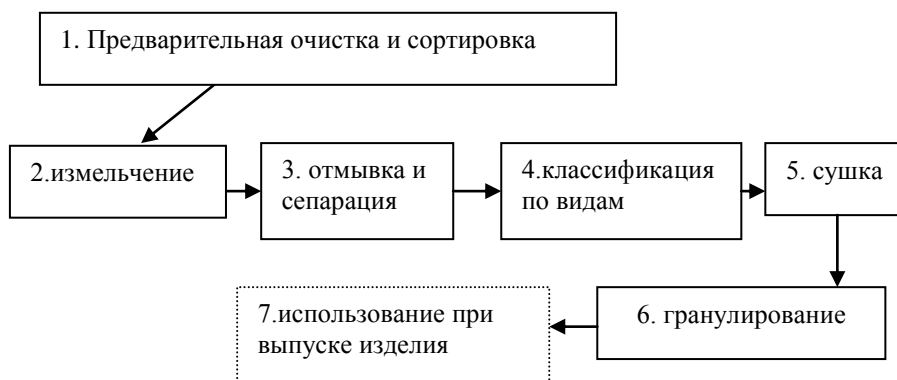 1. Предварительная очистка и сортировка
2.измельчение
3. отмывка и
сепарация
4.классификация
по видам
5. сушка
6. гранулирование
7.использование при
выпуске изделия